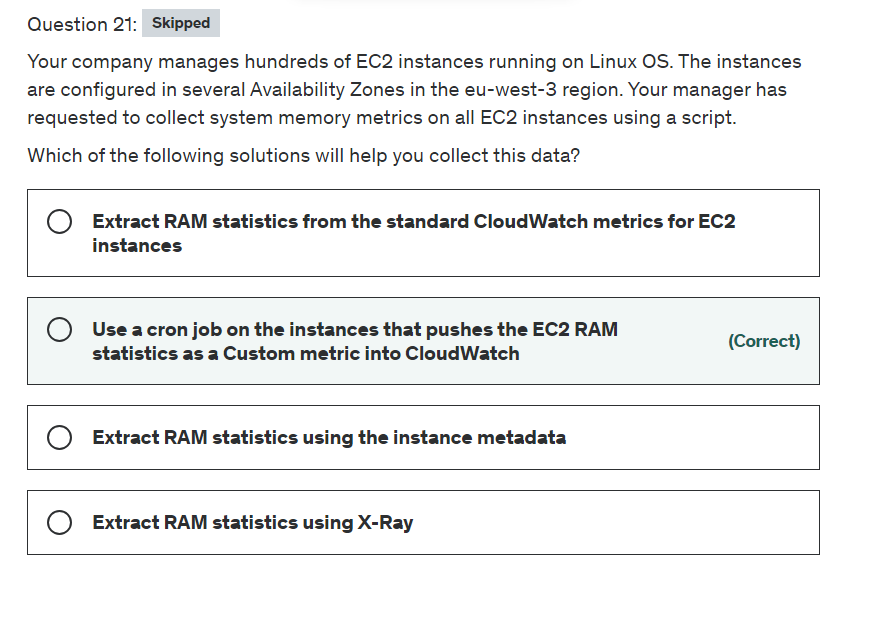 Question 21: Skipped
Your company manages hundreds of EC2 instances running on Linux OS. The instances
are configured in several Availability Zones in the eu-west-3 region. Your manager has
requested to collect system memory metrics on all EC2 instances using a script.
Which of the following solutions will help you collect this data?
Extract RAM statistics from the standard CloudWatch metrics for EC2
instances
Use a cron job on the instances that pushes the EC2 RAM
statistics as a Custom metric into CloudWatch
(Correct)
Extract RAM statistics using the instance metadata
Extract RAM statistics using X-Ray